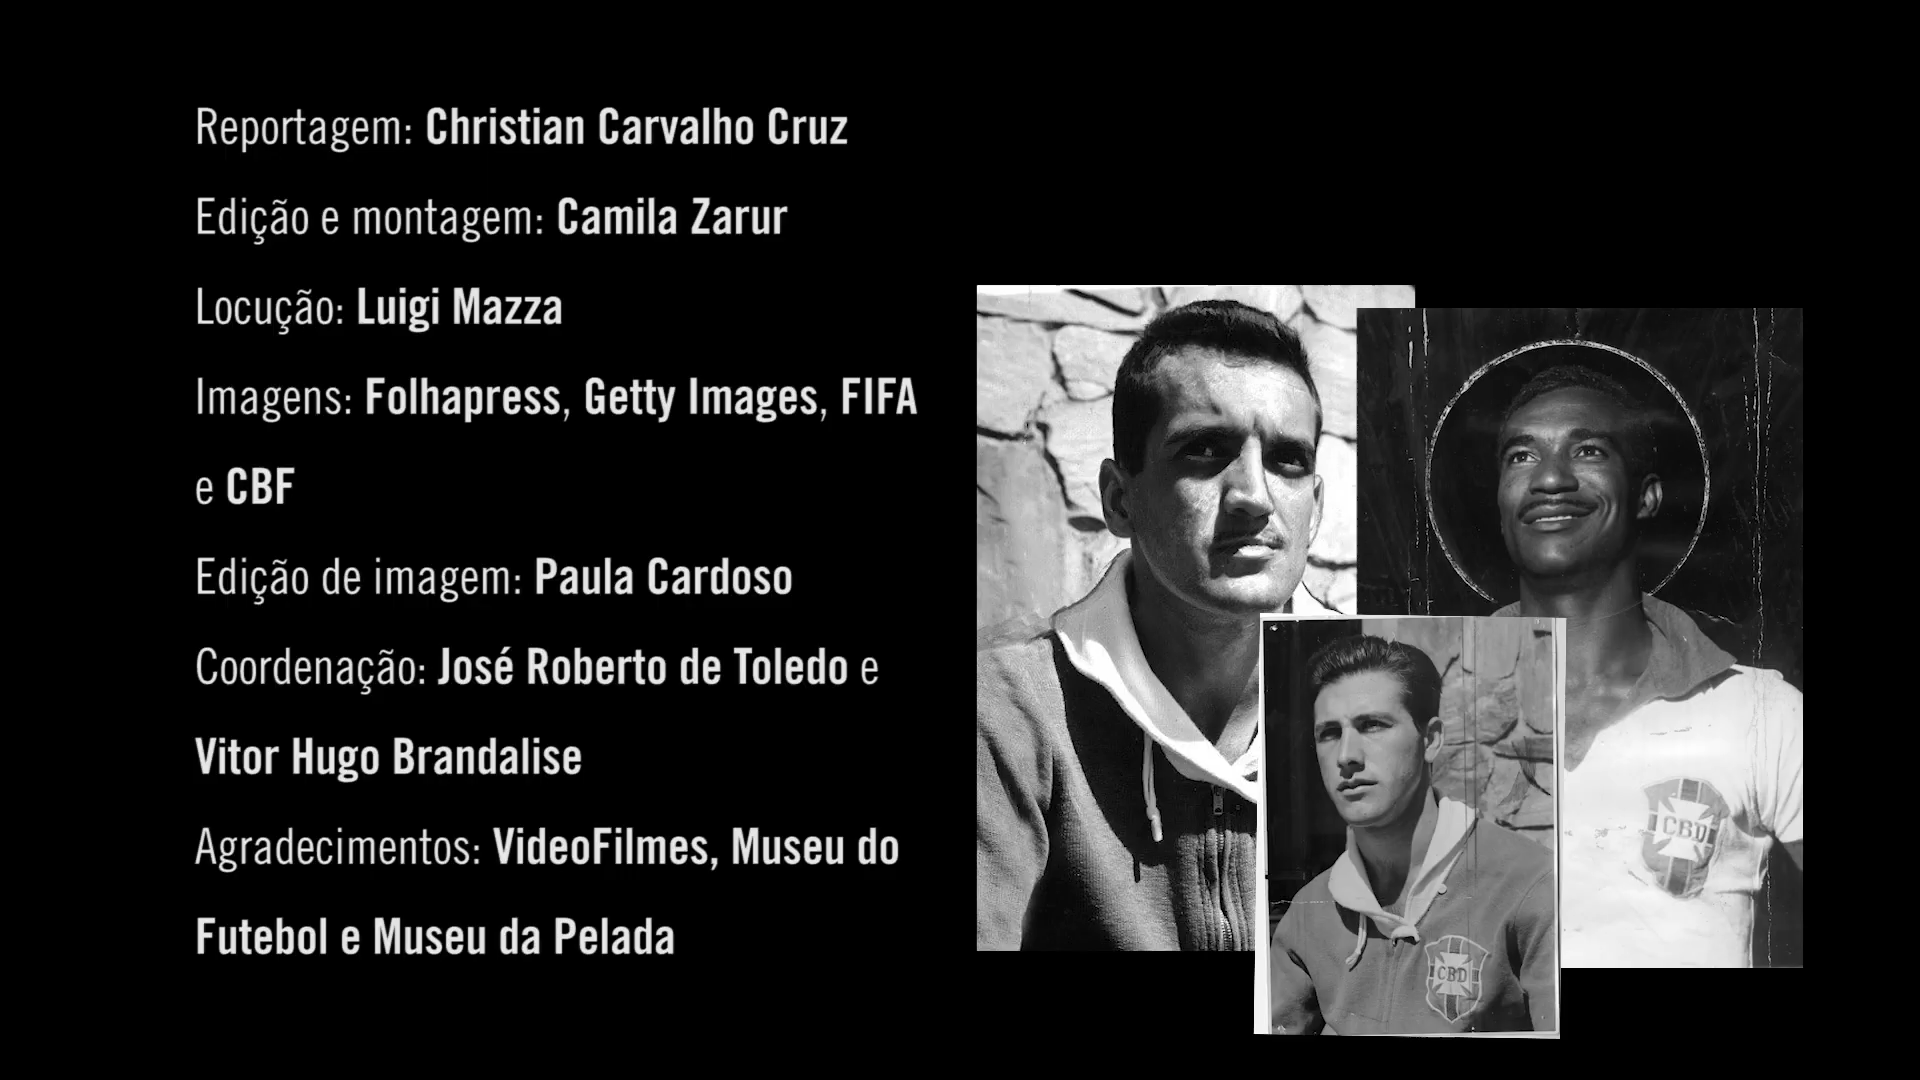 Reportagem: Christian Carvalho Cruz
Edição e montagem: Camila Zarur
Locução: Luigi Mazza
Imagens: Folhapress, Getty Images, FIFA
e CBF
Edição de imagem: Paula Cardoso
Coordenação: José Roberto de Toledo e
Vitor Hugo Brandalise
Agradecimentos: VideoFilmes, Museu do
Futebol e Museu da Pelada
CBD
CBD